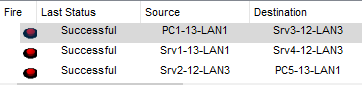 Fire Last Status Source Destination
Successful PC1-13-LAN1 Srv3-12-LAN3
Successful Srv1-13-LAN1 Srv4-12-LAN3
Successful Srv2-12-LAN3 PC5-13-LAN1